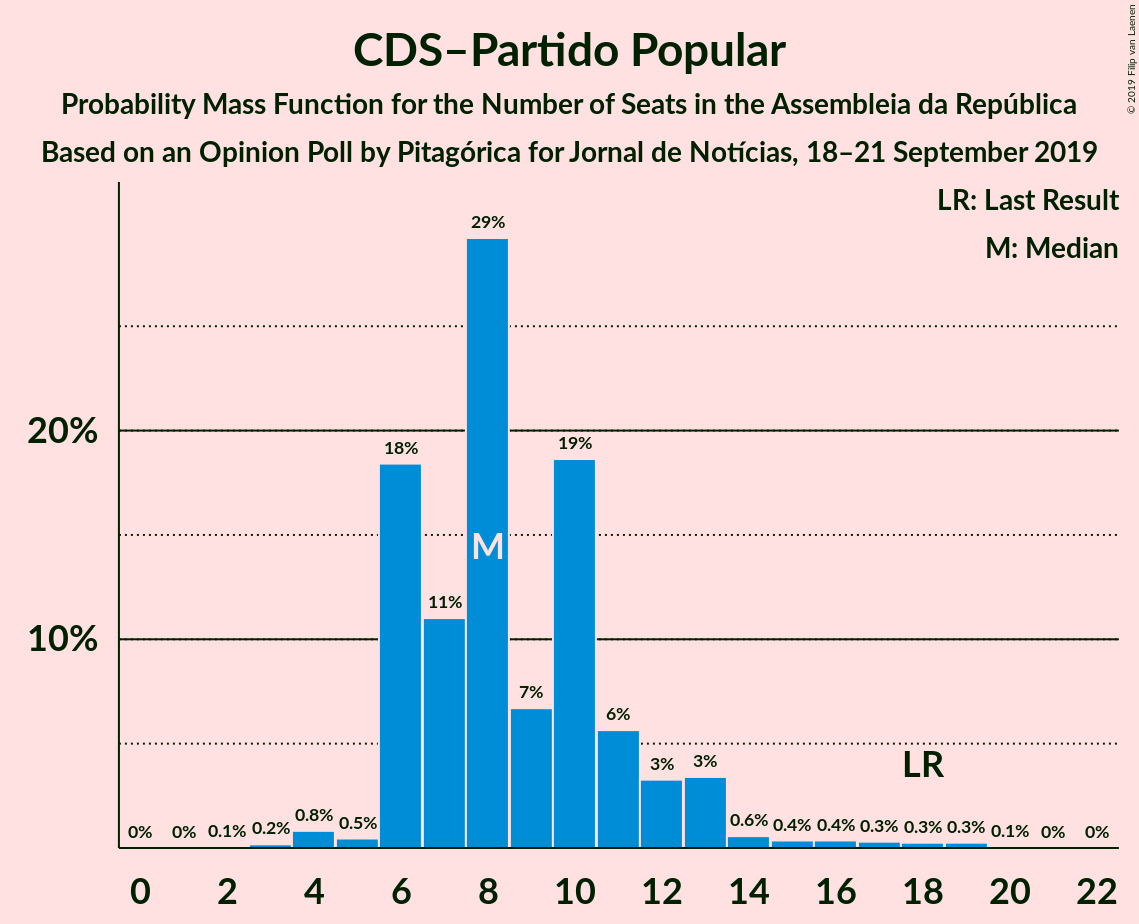 CDS–Partido Popular
Probability Mass Function for the Number of Seats in the Assembleia da República
Based on an Opinion Poll by Pitagórica for Jornal de Notícias, 18–21 September 2019
© 2019 Filip van Laenen
LR: Last Result
M: Median
20%
10%
0%
0%
0.1%
0.2%
0.8%
0.5%
18%
11%
29%
7%
19%
6%
3%
3%
0.6%
0.4%
0.4%
0.3%
0.3%
0.3%
0.1%
0%
0%
M
LR
0 2 4 6 8 10 12 14 16 18 20 22